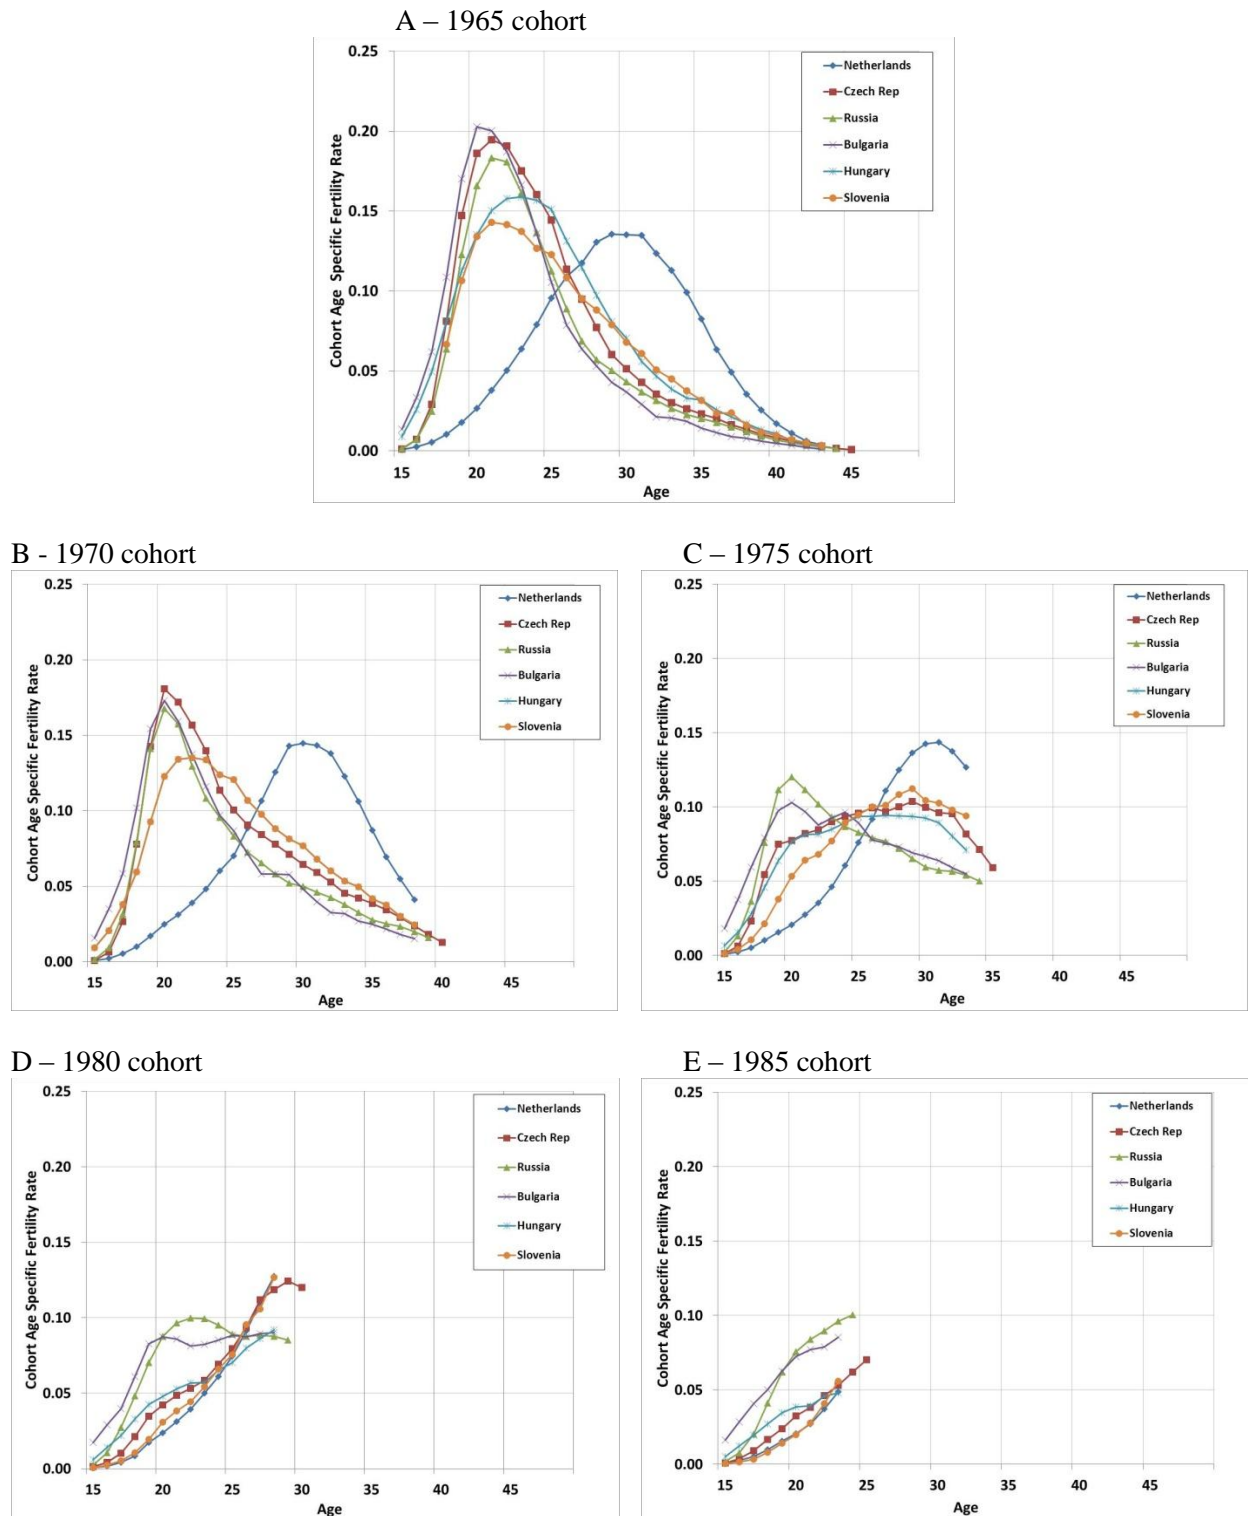 A – 1965 cohort
Cohort Age Specific Fertility Rate
0.25
0.20
0.15
0.10
0.05
0.00
Netherlands
Czech Rep
Russia
Bulgaria
Hungary
Slovenia
15 20 25 30 35 40 45
Age
B - 1970 cohort
Cohort Age Specific Fertility Rate
0.25
0.20
0.15
0.10
0.05
0.00
Netherlands
Czech Rep
Russia
Bulgaria
Hungary
Slovenia
15 20 25 30 35 40 45
Age
C – 1975 cohort
Cohort Age Specific Fertility Rate
0.25
0.20
0.15
0.10
0.05
0.00
Netherlands
Czech Rep
Russia
Bulgaria
Hungary
Slovenia
15 20 25 30 35 40 45
Age
D – 1980 cohort
Cohort Age Specific Fertility Rate
0.25
0.20
0.15
0.10
0.05
0.00
Netherlands
Czech Rep
Russia
Bulgaria
Hungary
Slovenia
15 20 25 30 35 40 45
Age
E – 1985 cohort
Cohort Age Specific Fertility Rate
0.25
0.20
0.15
0.10
0.05
0.00
Netherlands
Czech Rep
Russia
Bulgaria
Hungary
Slovenia
15 20 25 30 35 40 45
Age